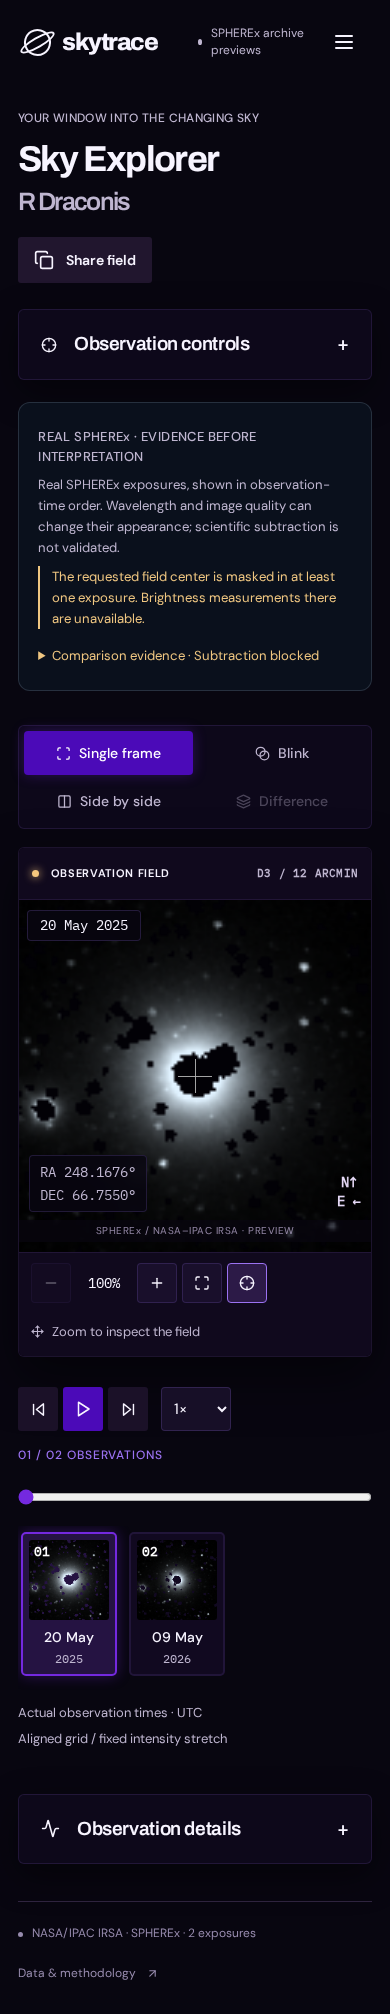 skytrace
SPHEREx archive
previews
YOUR WINDOW INTO THE CHANGING SKY
Sky Explorer
R Draconis
Share field
Observation controls
+
REAL SPHEREx · EVIDENCE BEFORE
INTERPRETATION
Real SPHEREx exposures, shown in observation-
time order. Wavelength and image quality can
change their appearance; scientific subtraction is
not validated.
The requested field center is masked in at least
one exposure. Brightness measurements there
are unavailable.
Comparison evidence · Subtraction blocked
Single frame
Blink
Side by side
Difference
OBSERVATION FIELD
D3 / 12 ARCMIN
20 May 2025
RA 248.1676°
DEC 66.7550°
N↑
E ←
SPHEREx / NASA–IPAC IRSA · PREVIEW
− 100% +
Zoom to inspect the field
1×
01 / 02 OBSERVATIONS
01
20 May
2025
02
09 May
2026
Actual observation times · UTC
Aligned grid / fixed intensity stretch
Observation details
+
NASA/IPAC IRSA · SPHEREx · 2 exposures
Data & methodology ↗